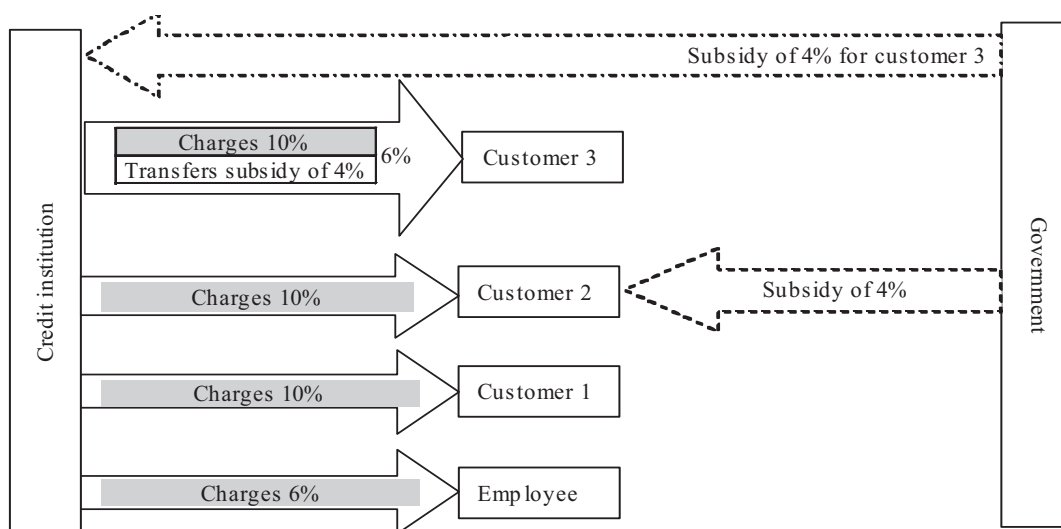 Subsidy of 4% for customer 3
Charges 10%
6%
Transfers subsidy of 4%
Customer 3
Credit institution
Government
Charges 10%
Customer 2
Subsidy of 4%
Charges 10%
Customer 1
Charges 6%
Employee